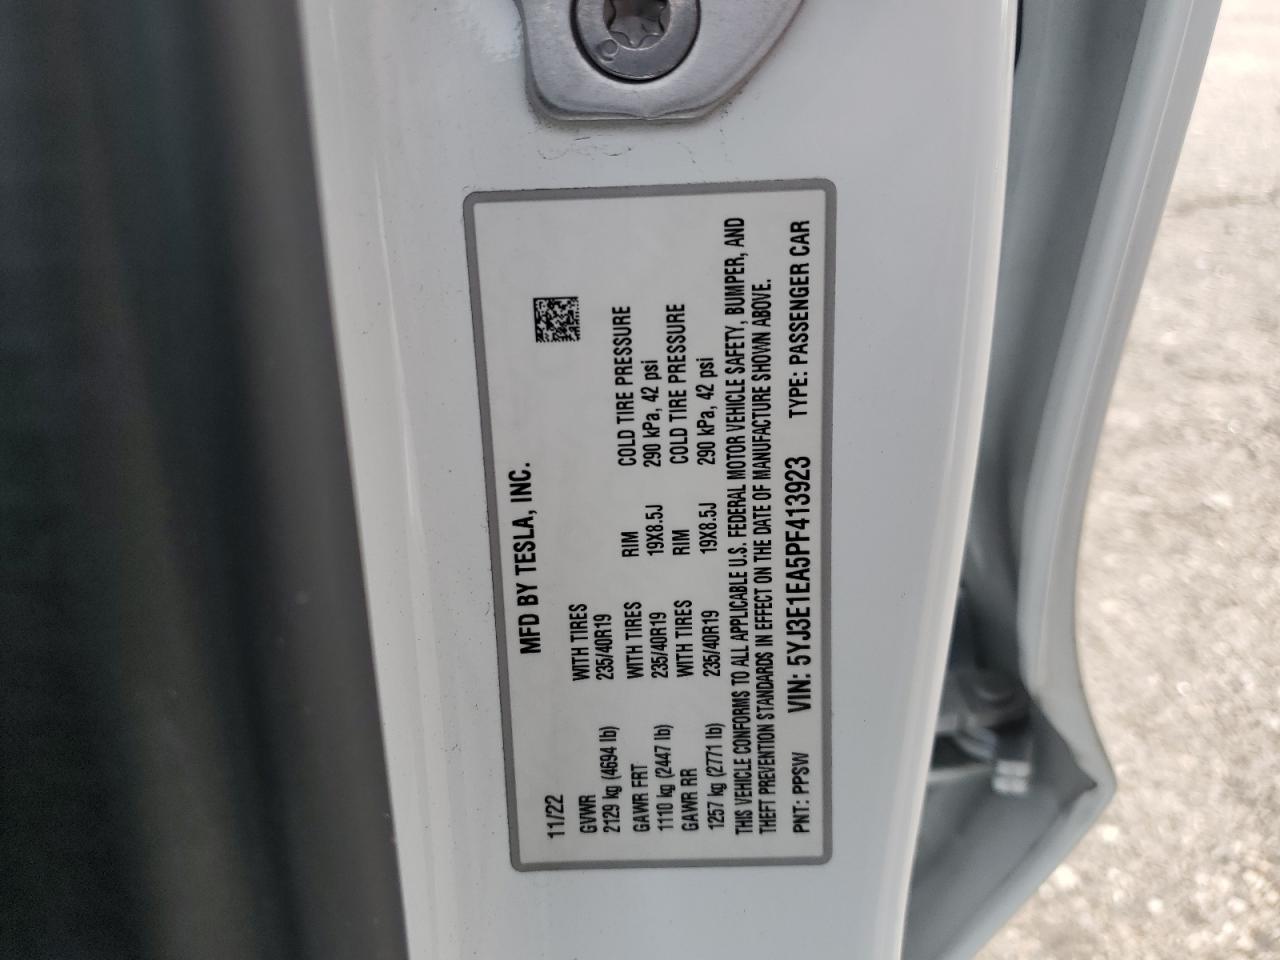 MFD BY TESLA, INC.
11/22
GVWR WITH TIRES
2129 kg (4694 lb) 235/40R19
GAWR FRT WITH TIRES RIM COLD TIRE PRESSURE
1110 kg (2447 lb) 235/40R19 19X8.5J 290 kPa, 42 psi
GAWR RR WITH TIRES RIM COLD TIRE PRESSURE
1257 kg (2771 lb) 235/40R19 19X8.5J 290 kPa, 42 psi
THIS VEHICLE CONFORMS TO ALL APPLICABLE U.S. FEDERAL MOTOR VEHICLE SAFETY, BUMPER, AND
THEFT PREVENTION STANDARDS IN EFFECT ON THE DATE OF MANUFACTURE SHOWN ABOVE.
PNT: PPSW VIN: 5YJ3E1EA5PF413923 TYPE: PASSENGER CAR